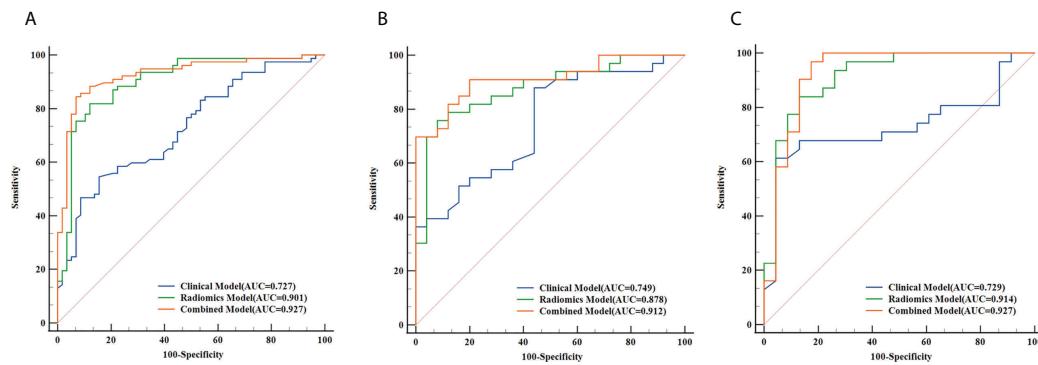 A
100
80
60
40
20
0
Sensitivity
Clinical Model(AUC=0.727)
Radiomics Model(AUC=0.901)
Combined Model(AUC=0.927)
0 20 40 60 80 100
100-Specificity
B
100
80
60
40
20
0
Sensitivity
Clinical Model(AUC=0.749)
Radiomics Model(AUC=0.878)
Combined Model(AUC=0.912)
0 20 40 60 80 100
100-Specificity
C
100
80
60
40
20
0
Sensitivity
Clinical Model(AUC=0.729)
Radiomics Model(AUC=0.914)
Combined Model(AUC=0.927)
0 20 40 60 80 100
100-Specificity